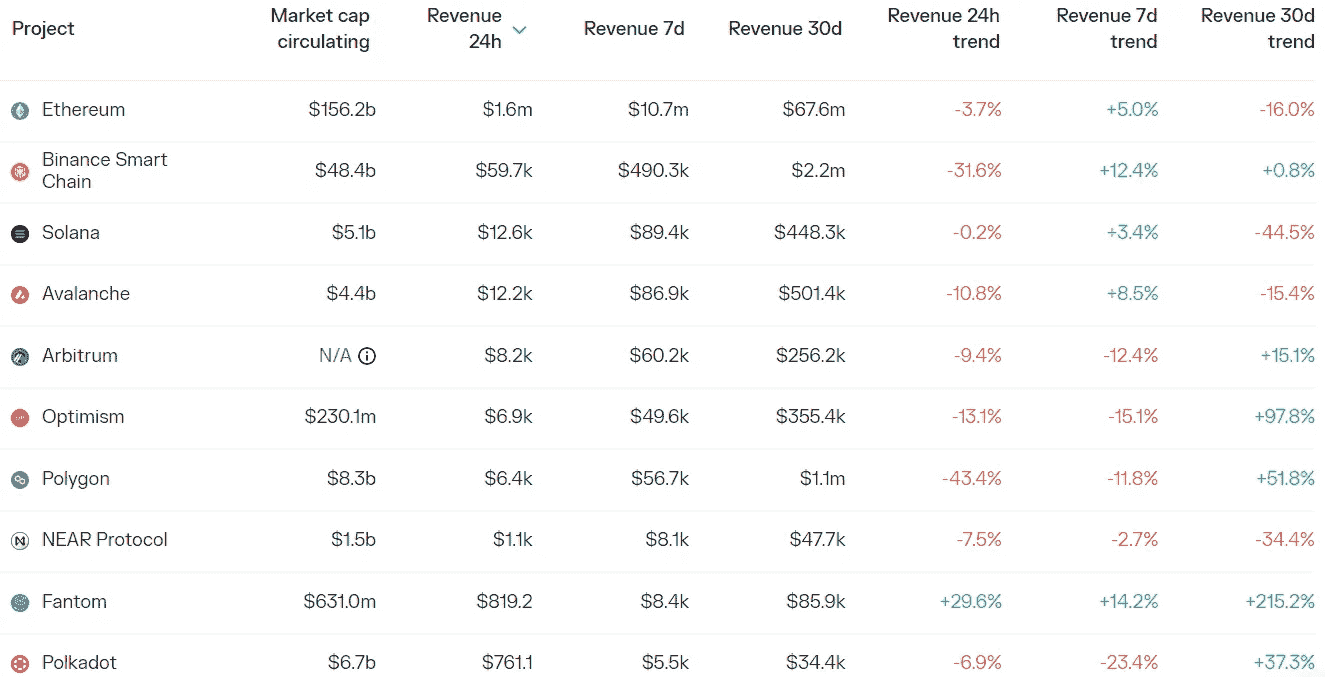 Project Market cap circulating Revenue 24h Revenue 7d Revenue 30d Revenue 24h trend Revenue 7d trend Revenue 30d trend
Ethereum $156.2b $1.6m $10.7m $67.6m -3.7% +5.0% -16.0%
Binance Smart Chain $48.4b $59.7k $490.3k $2.2m -31.6% +12.4% +0.8%
Solana $5.1b $12.6k $89.4k $448.3k -0.2% +3.4% -44.5%
Avalanche $4.4b $12.2k $86.9k $501.4k -10.8% +8.5% -15.4%
Arbitrum N/A $8.2k $60.2k $256.2k -9.4% -12.4% +15.1%
Optimism $230.1m $6.9k $49.6k $355.4k -13.1% -15.1% +97.8%
Polygon $8.3b $6.4k $56.7k $1.1m -43.4% -11.8% +51.8%
NEAR Protocol $1.5b $1.1k $8.1k $47.7k -7.5% -2.7% -34.4%
Fantom $631.0m $819.2 $8.4k $85.9k +29.6% +14.2% +215.2%
Polkadot $6.7b $761.1 $5.5k $34.4k -6.9% -23.4% +37.3%